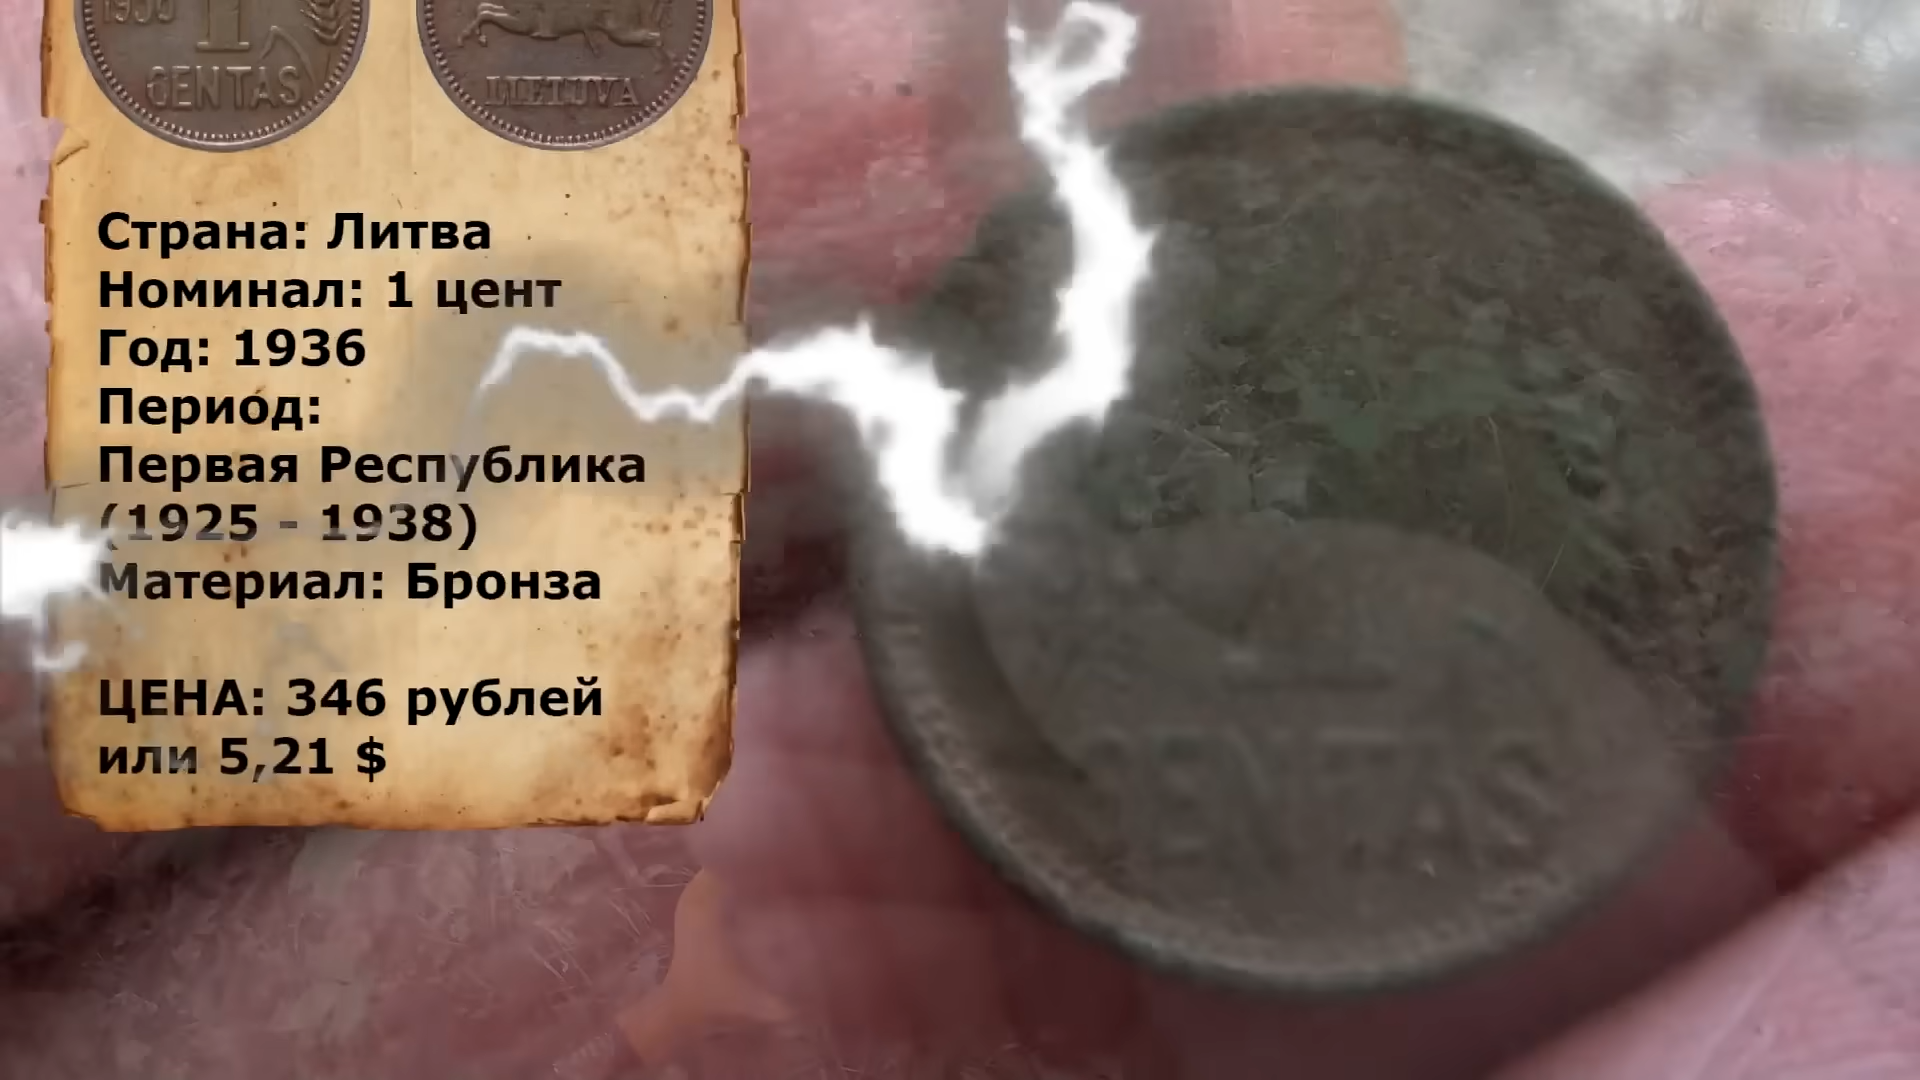 1936
1
CENTAS
LIETUVA
Страна: Литва
Номинал: 1 цент
Год: 1936
Период:
Первая Республика
(1925 - 1938)
Материал: Бронза
ЦЕНА: 346 рублей
или 5,21 $
CENTAS